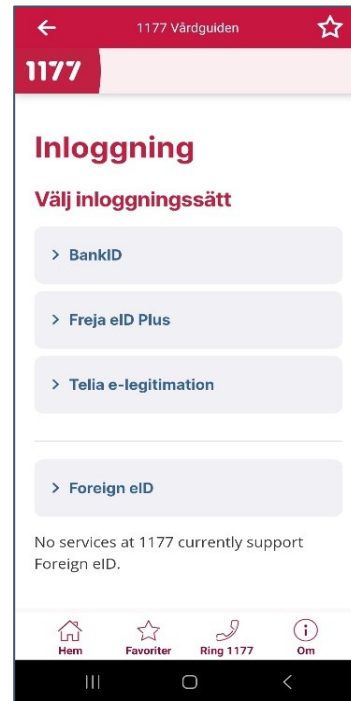 1177 Vårdguiden
1177
Inloggning
Välj inloggningssätt
BankID
Freja eID Plus
Telia e-legitimation
Foreign eID
No services at 1177 currently support
Foreign eID.
Hem Favoriter Ring 1177 Om